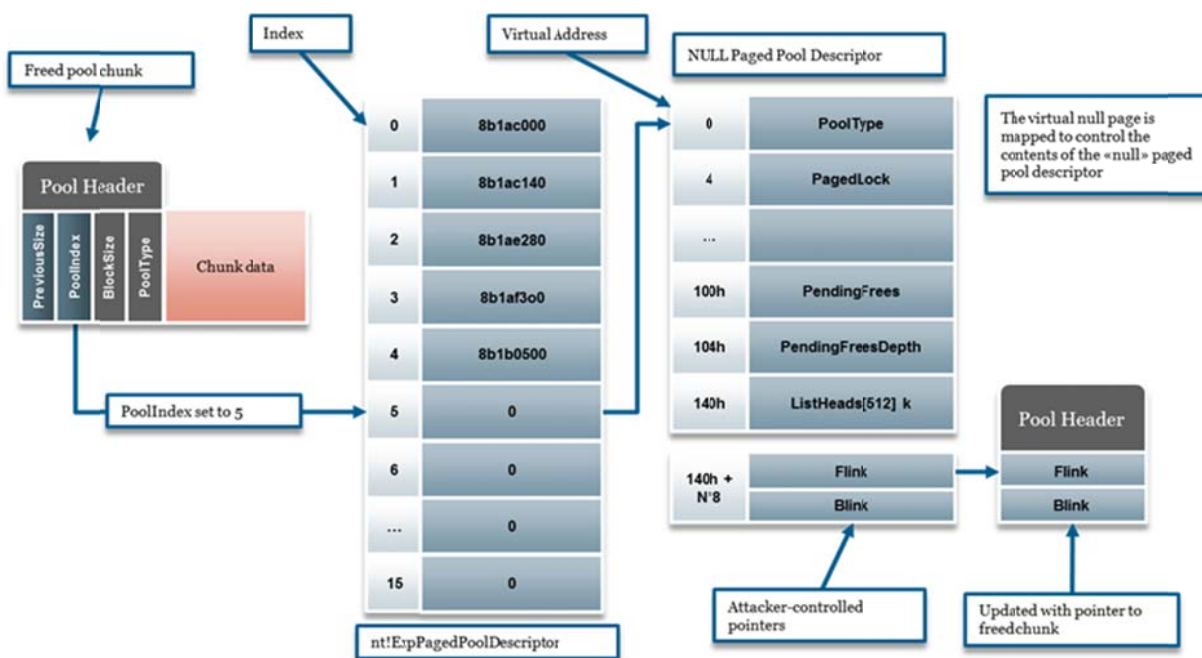 Index
Virtual Address
NULL Paged Pool Descriptor
Freed pool chunk
The virtual null page is
mapped to control the
contents of the «null» paged
pool descriptor
Pool Header
PreviousSize
PoolIndex
BlockSize
PoolType
Chunk data
0 8b1ac000
1 8b1ac140
2 8b1ae280
3 8b1af3o0
4 8b1b0500
5 0
6 0
... 0
15 0
nt!ExpPagedPoolDescriptor
PoolIndex set to 5
0 PoolType
4 PagedLock
...
100h PendingFrees
104h PendingFreesDepth
140h ListHeads[512] k
140h +
N*8
Flink
Blink
Pool Header
Flink
Blink
Attacker-controlled
pointers
Updated with pointer to
freed chunk